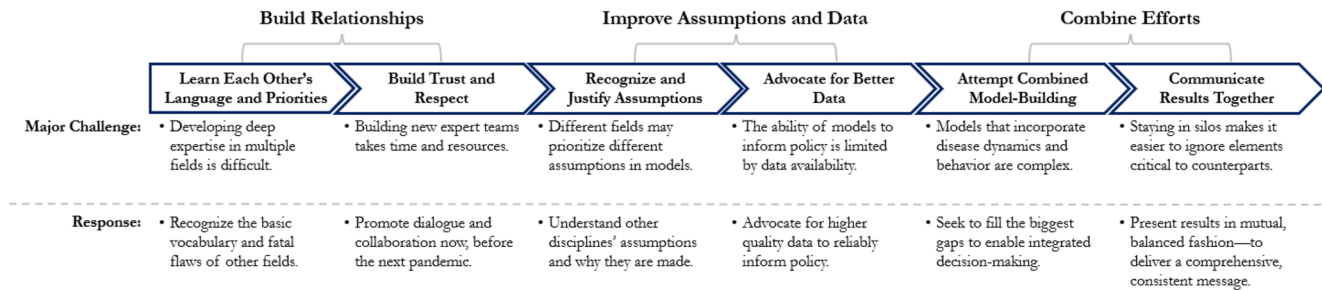 Build Relationships
Improve Assumptions and Data
Combine Efforts
Learn Each Other's
Language and Priorities
Build Trust and
Respect
Recognize and
Justify Assumptions
Advocate for Better
Data
Attempt Combined
Model-Building
Communicate
Results Together
Major Challenge:
• Developing deep
expertise in multiple
fields is difficult.
• Building new expert teams
takes time and resources.
• Different fields may
prioritize different
assumptions in models.
• The ability of models to
inform policy is limited
by data availability.
• Models that incorporate
disease dynamics and
behavior are complex.
• Staying in silos makes it
easier to ignore elements
critical to counterparts.
Response:
• Recognize the basic
vocabulary and fatal
flaws of other fields.
• Promote dialogue and
collaboration now, before
the next pandemic.
• Understand other
disciplines' assumptions
and why they are made.
• Advocate for higher
quality data to reliably
inform policy.
• Seek to fill the biggest
gaps to enable integrated
decision-making.
• Present results in mutual,
balanced fashion—to
deliver a comprehensive,
consistent message.